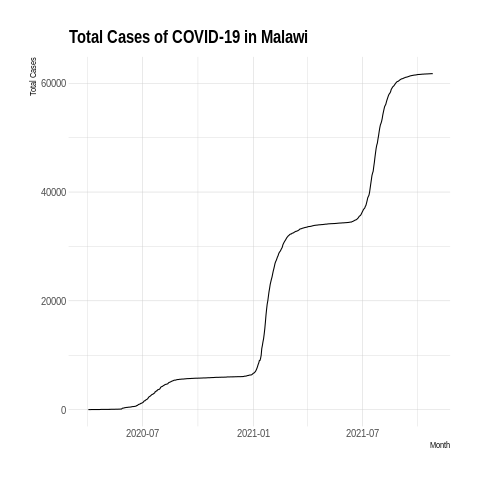 Total Cases of COVID-19 in Malawi
Total Cases
60000
40000
20000
0
2020-07 2021-01 2021-07
Month